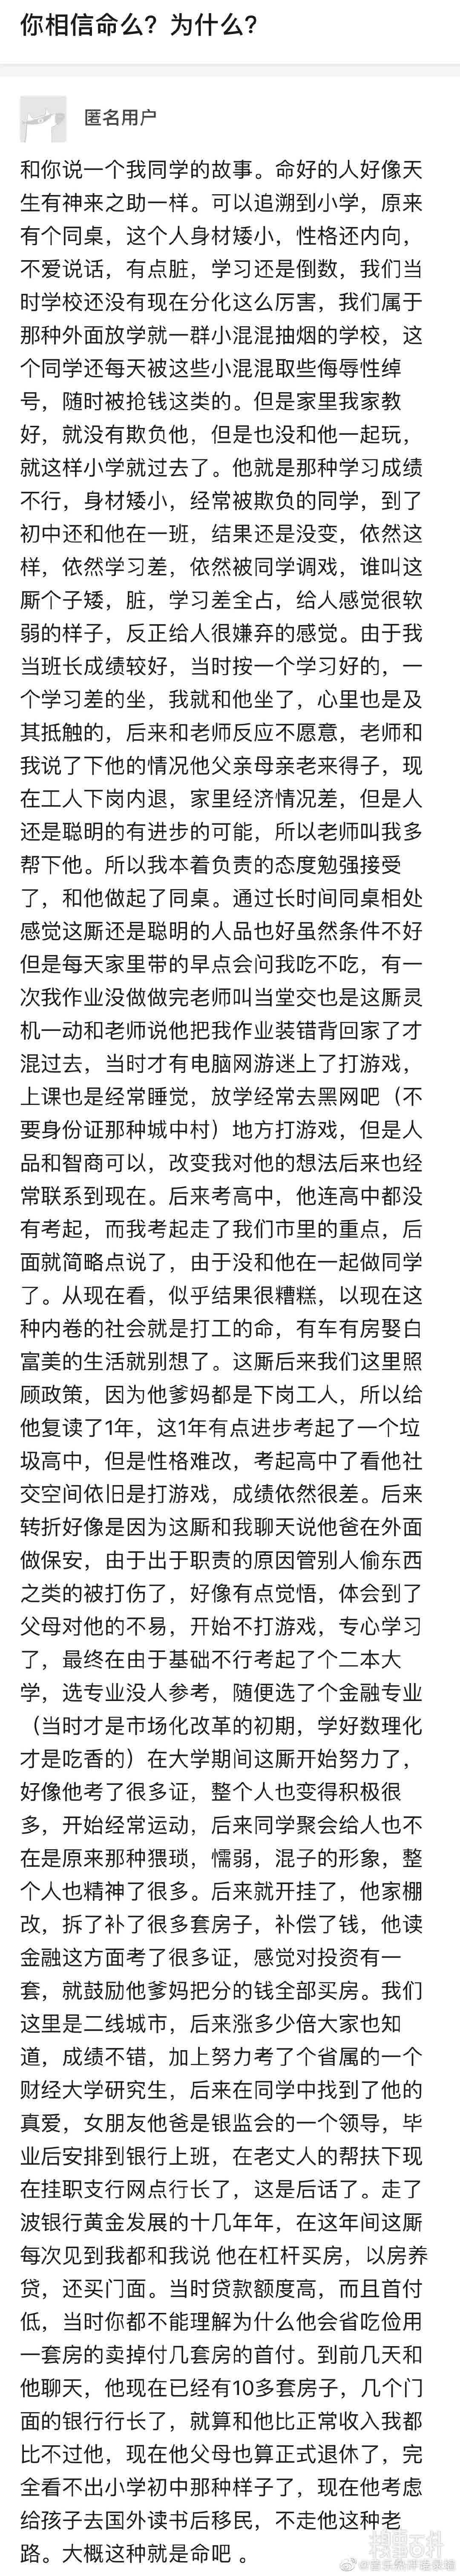 你相信命么？为什么？
匿名用户
和你说一个我同学的故事。命好的人好像天
生有神来之助一样。可以追溯到小学，原来
有个同桌，这个人身材矮小，性格还内向，
不爱说话，有点脏，学习还是倒数，我们当
时学校还没有现在分化这么厉害，我们属于
那种外面放学就一群小混混抽烟的学校，这
个同学还每天被这些小混混取些侮辱性绰
号，随时被抢钱这类的。但是家里我家教
好，就没有欺负他，但是也没和他一起玩，
就这样小学就过去了。他就是那种学习成绩
不行，身材矮小，经常被欺负的同学，到了
初中还和他在一班，结果还是没变，依然这
样，依然学习差，依然被同学调戏，谁叫这
厮个子矮，脏，学习差全占，给人感觉很软
弱的样子，反正给人很嫌弃的感觉。由于我
当班长成绩较好，当时按一个学习好的，一
个学习差的坐，我就和他坐了，心里也是及
其抵触的，后来和老师反应不愿意，老师和
我说了下他的情况他父亲母亲老来得子，现
在工人下岗内退，家里经济情况差，但是人
还是聪明的有进步的可能，所以老师叫我多
帮下他。所以我本着负责的态度勉强接受
了，和他做起了同桌。通过长时间同桌相处
感觉这厮还是聪明的人品也好虽然条件不好
但是每天家里带的早点会问我吃不吃，有一
次我作业没做做完老师叫当堂交也是这厮灵
机一动和老师说他把我作业装错背回家了才
混过去，当时才有电脑网游迷上了打游戏，
上课也是经常睡觉，放学经常去黑网吧（不
要身份证那种城中村）地方打游戏，但是人
品和智商可以，改变我对他的想法后来也经
常联系到现在。后来考高中，他连高中都没
有考起，而我考起走了我们市里的重点，后
面就简略点说了，由于没和他在一起做同学
了。从现在看，似乎结果很糟糕，以现在这
种内卷的社会就是打工的命，有车有房娶白
富美的生活就别想了。这厮后来我们这里照
顾政策，因为他爹妈都是下岗工人，所以给
他复读了1年，这1年有点进步考起了一个垃
圾高中，但是性格难改，考起高中了看他社
交空间依旧是打游戏，成绩依然很差。后来
转折好像是因为这厮和我聊天说他爸在外面
做保安，由于出于职责的原因管别人偷东西
之类的被打伤了，好像有点觉悟，体会到了
父母对他的不易，开始不打游戏，专心学习
了，最终在由于基础不行考起了个二本大
学，选专业没人参考，随便选了个金融专业
（当时才是市场化改革的初期，学好数理化
才是吃香的）在大学期间这厮开始努力了，
好像他考了很多证，整个人也变得积极很
多，开始经常运动，后来同学聚会给人也不
在是原来那种猥琐，懦弱，混子的形象，整
个人也精神了很多。后来就开挂了，他家棚
改，拆了补了很多套房子，补偿了钱，他读
金融这方面考了很多证，感觉对投资有一
套，就鼓励他爹妈把分的钱全部买房。我们
这里是二线城市，后来涨多少倍大家也知
道，成绩不错，加上努力考了个省属的一个
财经大学研究生，后来在同学中找到了他的
真爱，女朋友他爸是银监会的一个领导，毕
业后安排到银行上班，在老丈人的帮扶下现
在挂职支行网点行长了，这是后话了。走了
波银行黄金发展的十几年年，在这年间这厮
每次见到我都和我说 他在杠杆买房，以房养
贷，还买门面。当时贷款额度高，而且首付
低，当时你都不能理解为什么他会省吃俭用
一套房的卖掉付几套房的首付。到前几天和
他聊天，他现在已经有10多套房子，几个门
面的银行行长了，就算和他比正常收入我都
比不过他，现在他父母也算正式退休了，完
全看不出小学初中那种样子了，现在他考虑
给孩子去国外读书后移民，不走他这种老
路。大概这种就是命吧 。